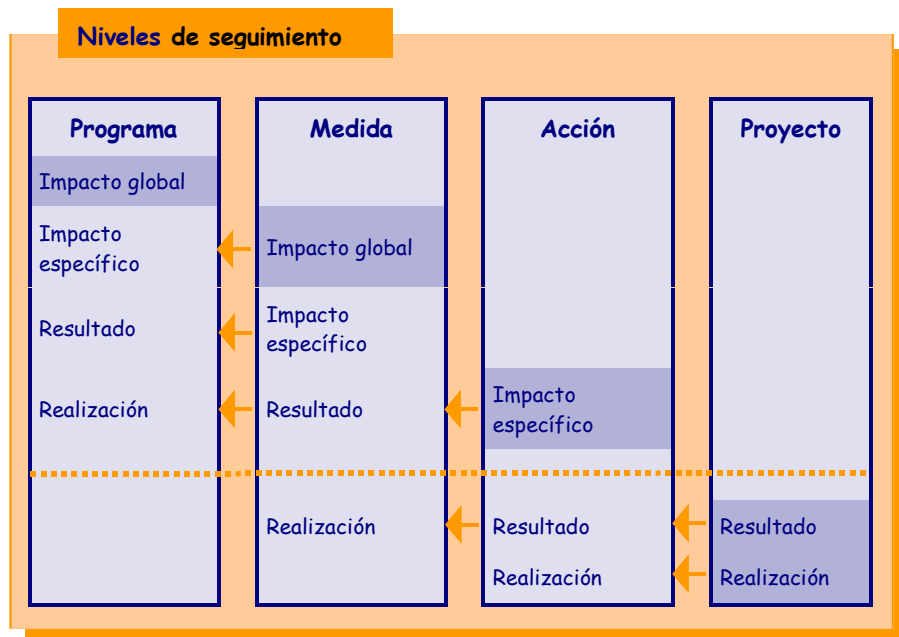 Niveles de seguimiento
Programa
Impacto global
Impacto
específico
Resultado
Realización
Medida
Impacto global
Impacto
específico
Resultado
Realización
Acción
Impacto
específico
Resultado
Realización
Proyecto
Resultado
Realización